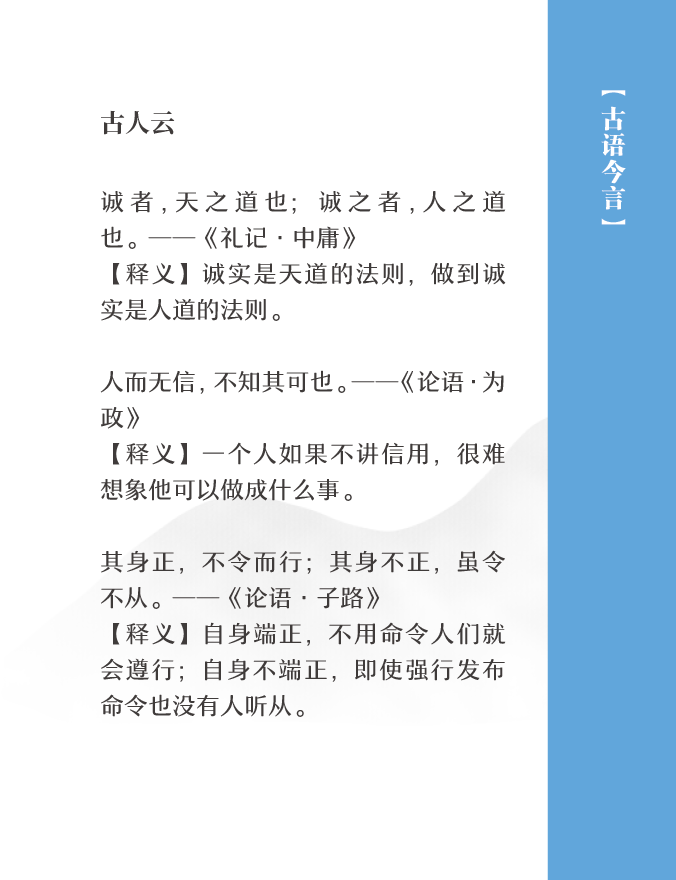 【古语今言】
古人云
诚者,天之道也；诚之者,人之道
也。——《礼记·中庸》
【释义】诚实是天道的法则，做到诚
实是人道的法则。
人而无信,不知其可也。——《论语·为
政》
【释义】一个人如果不讲信用，很难
想象他可以做成什么事。
其身正，不令而行；其身不正，虽令
不从。——《论语·子路》
【释义】自身端正，不用命令人们就
会遵行；自身不端正，即使强行发布
命令也没有人听从。